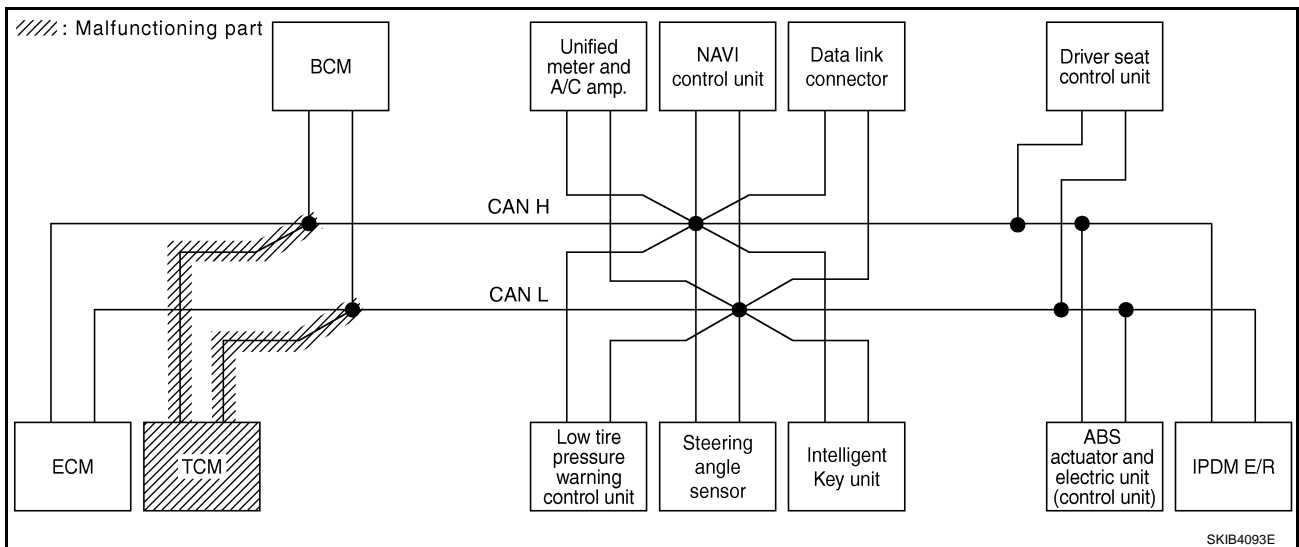 : Malfunctioning part
BCM
Unified
meter and
A/C amp.
NAVI
control unit
Data link
connector
Driver seat
control unit
CAN H
CAN L
ECM
TCM
Low tire
pressure
warning
control unit
Steering
angle
sensor
Intelligent
Key unit
ABS
actuator and
electric unit
(control unit)
IPDM E/R
SKIB4093E